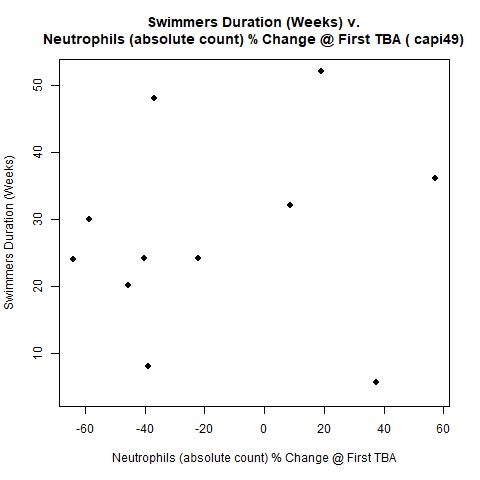 Swimmers Duration (Weeks) v.
Neutrophils (absolute count) % Change @ First TBA ( capi49)
Swimmers Duration (Weeks)
50
40
30
20
10
-60 -40 -20 0 20 40 60
Neutrophils (absolute count) % Change @ First TBA